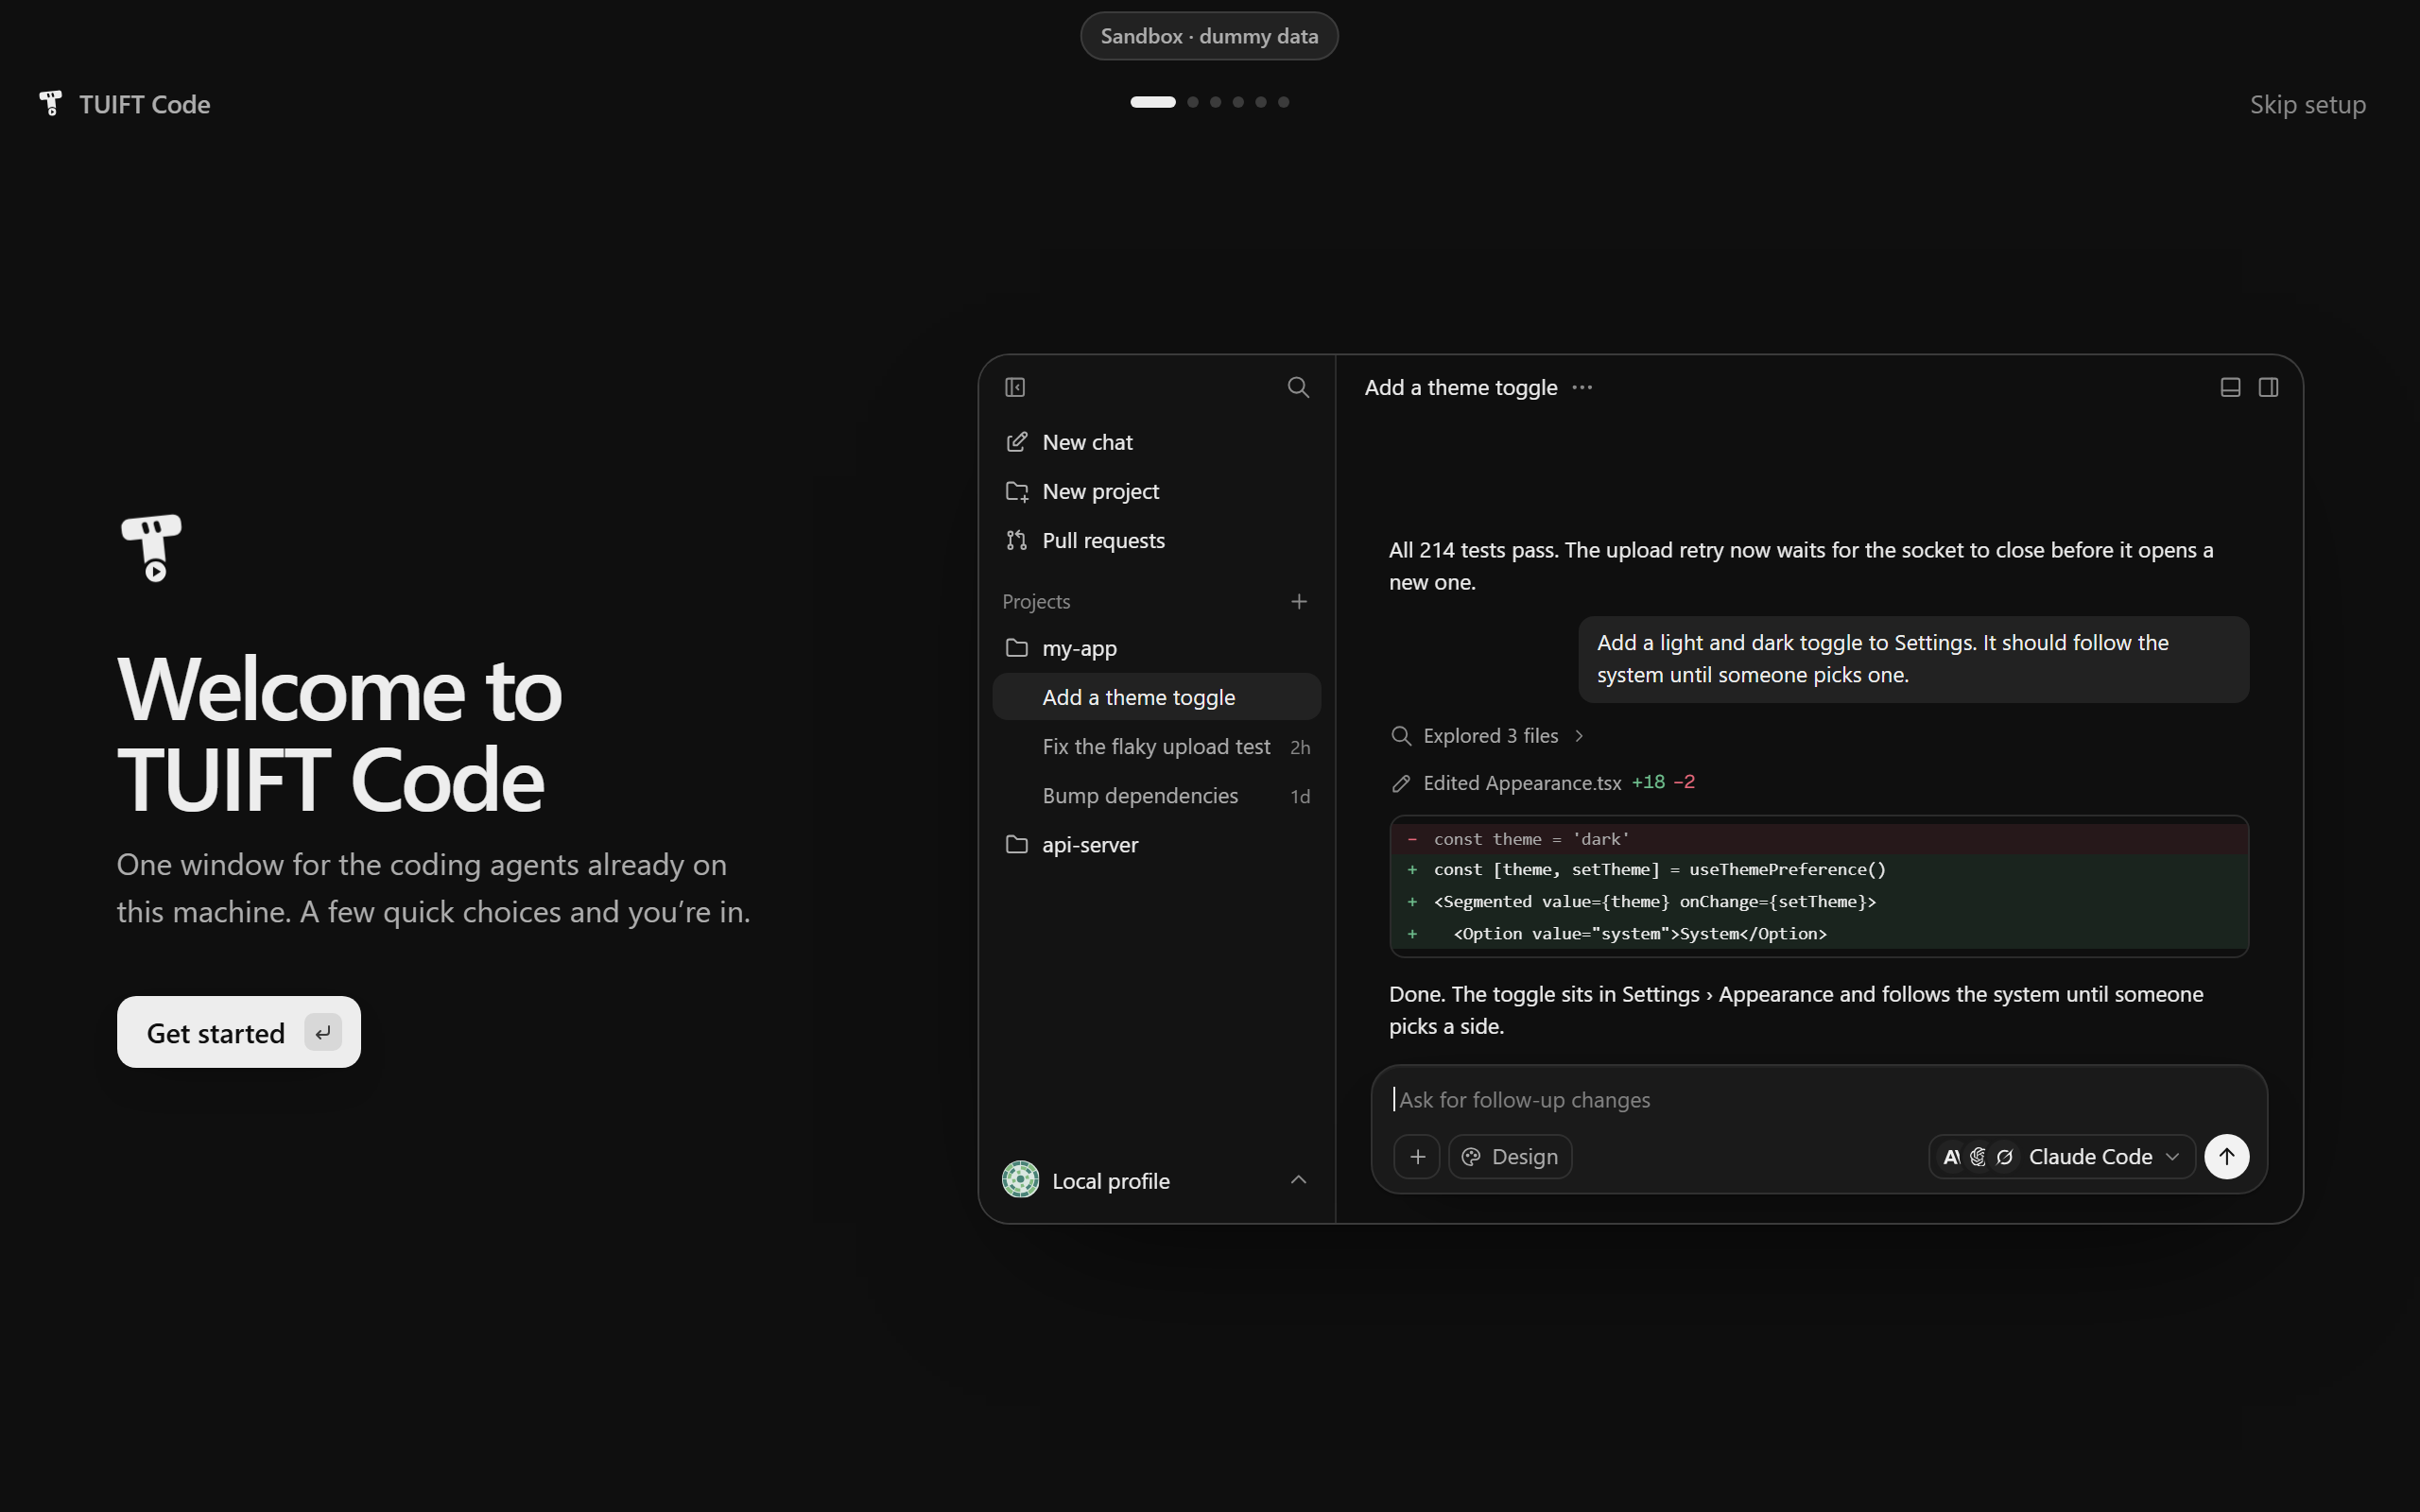 Sandbox · dummy data
TUIFT Code
Skip setup
Welcome to
TUIFT Code
One window for the coding agents already on
this machine. A few quick choices and you’re in.
Get started
New chat
New project
Pull requests
Projects
my-app
Add a theme toggle
Fix the flaky upload test 2h
Bump dependencies 1d
api-server
Local profile
Add a theme toggle
All 214 tests pass. The upload retry now waits for the socket to close before it opens a
new one.
Add a light and dark toggle to Settings. It should follow the
system until someone picks one.
Explored 3 files
Edited Appearance.tsx +18 −2
− const theme = 'dark'
+ const [theme, setTheme] = useThemePreference()
+ <Segmented value={theme} onChange={setTheme}>
+ <Option value="system">System</Option>
Done. The toggle sits in Settings › Appearance and follows the system until someone
picks a side.
Ask for follow-up changes
Design
Claude Code